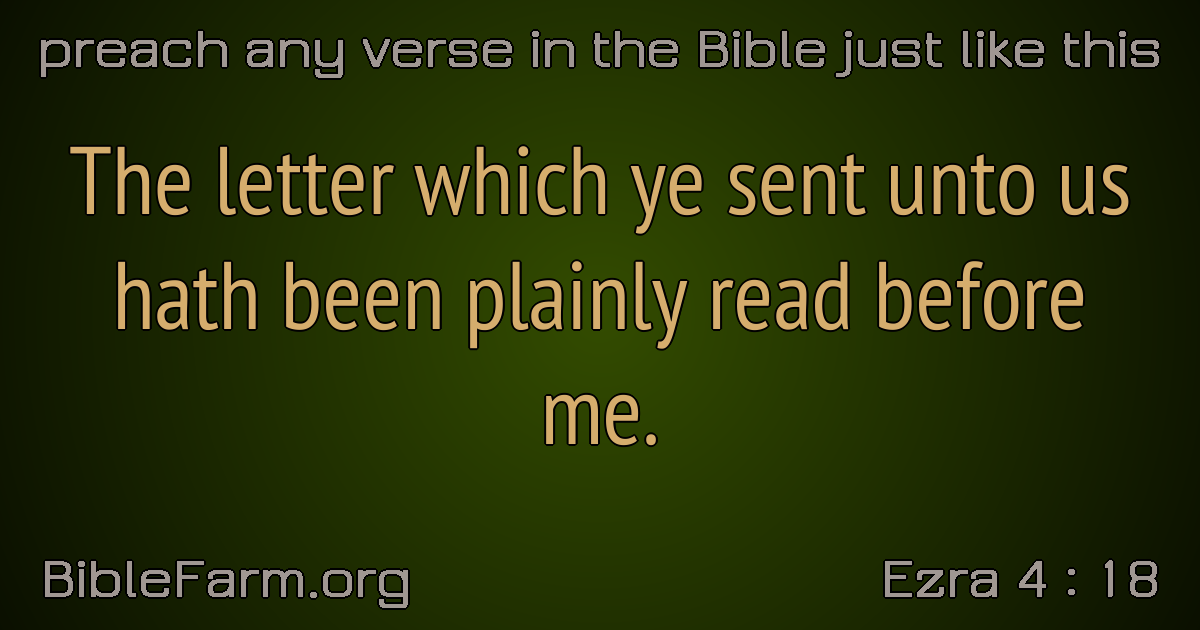 preach any verse in the Bible just like this
The letter which ye sent unto us
hath been plainly read before
me.
BibleFarm.org
Ezra 4 : 18